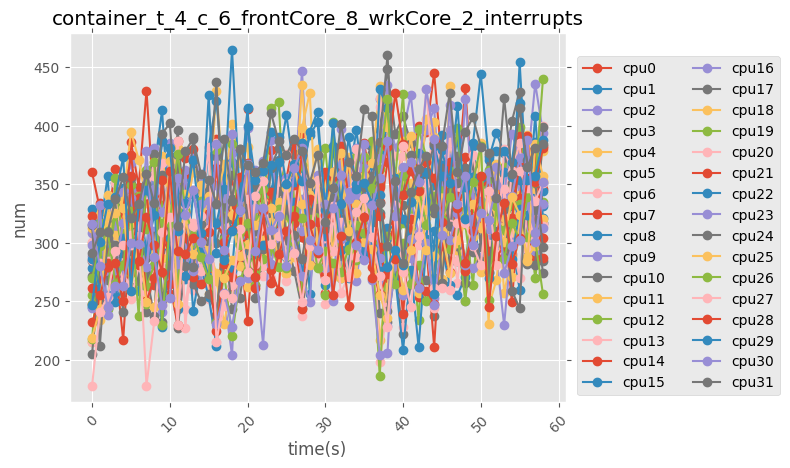 container_t_4_c_6_frontCore_8_wrkCore_2_interrupts
num
450
400
350
300
250
200
0
10
20
30
40
50
60
time(s)
cpu0
cpu1
cpu2
cpu3
cpu4
cpu5
cpu6
cpu7
cpu8
cpu9
cpu10
cpu11
cpu12
cpu13
cpu14
cpu15
cpu16
cpu17
cpu18
cpu19
cpu20
cpu21
cpu22
cpu23
cpu24
cpu25
cpu26
cpu27
cpu28
cpu29
cpu30
cpu31